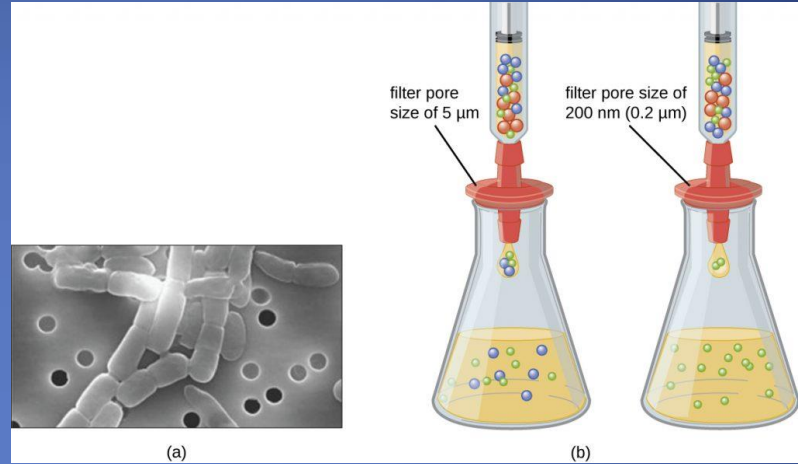 filter pore
size of 5 μm
filter pore size of
200 nm (0.2 μm)
(a)
(b)